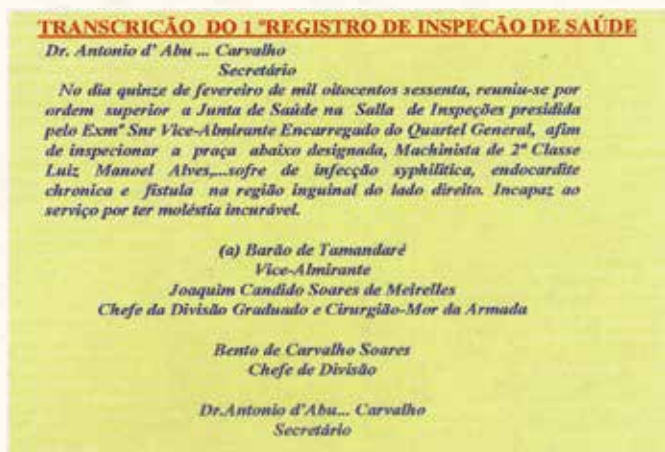 TRANSCRIÇÃO DO 1 ºREGISTRO DE INSPEÇÃO DE SAÚDE
Dr. Antonio d' Abu ... Carvalho
Secretário
No dia quinze de fevereiro de mil oitocentos sessenta, reuniu-se por
ordem superior a Junta de Saúde na Salla de Inspeções presidida
pelo Exmº Snr Vice-Almirante Encarregado do Quartel General, afim
de inspecionar a praça abaixo designada, Machinista de 2ª Classe
Luiz Manoel Alves,...sofre de infecção syphilitica, endocardite
chronica e fistula na região inguinal do lado direito. Incapaz ao
serviço por ter moléstia incurável.
(a) Barão de Tamandaré
Vice-Almirante
Joaquim Candido Soares de Meirelles
Chefe da Divisão Graduado e Cirurgião-Mor da Armada
Bento de Carvalho Soares
Chefe de Divisão
Dr.Antonio d'Abu... Carvalho
Secretário